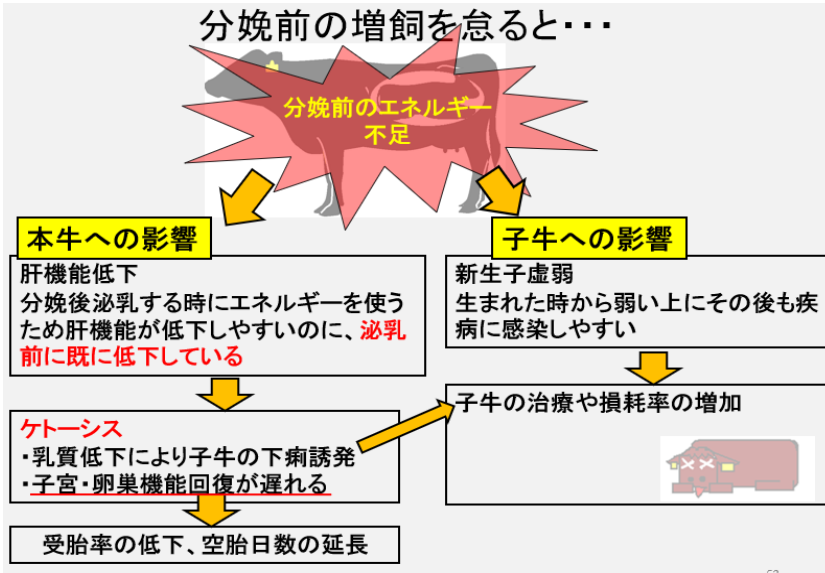 分娩前の増飼を怠ると・・・
分娩前のエネルギー
不足
本牛への影響
肝機能低下
分娩後泌乳する時にエネルギーを使う
ため肝機能が低下しやすいのに、泌乳
前に既に低下している
ケトーシス
・乳質低下により子牛の下痢誘発
・子宮・卵巣機能回復が遅れる
受胎率の低下、空胎日数の延長
子牛への影響
新生子虚弱
生まれた時から弱い上にその後も疾
病に感染しやすい
子牛の治療や損耗率の増加